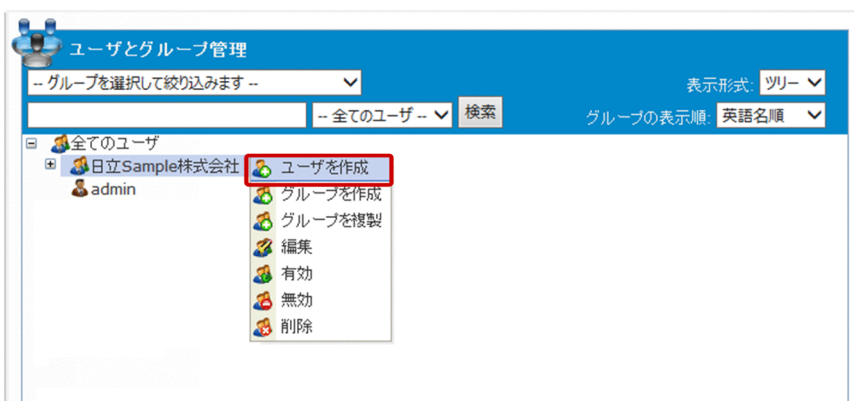 ユーザとグループ管理
-- グループを選択して絞り込みます --
表示形式: ツリー
-- 全てのユーザ -- 検索
グループの表示順: 英語名順
全てのユーザ
日立Sample株式会社
admin
ユーザを作成
グループを作成
グループを複製
編集
有効
無効
削除